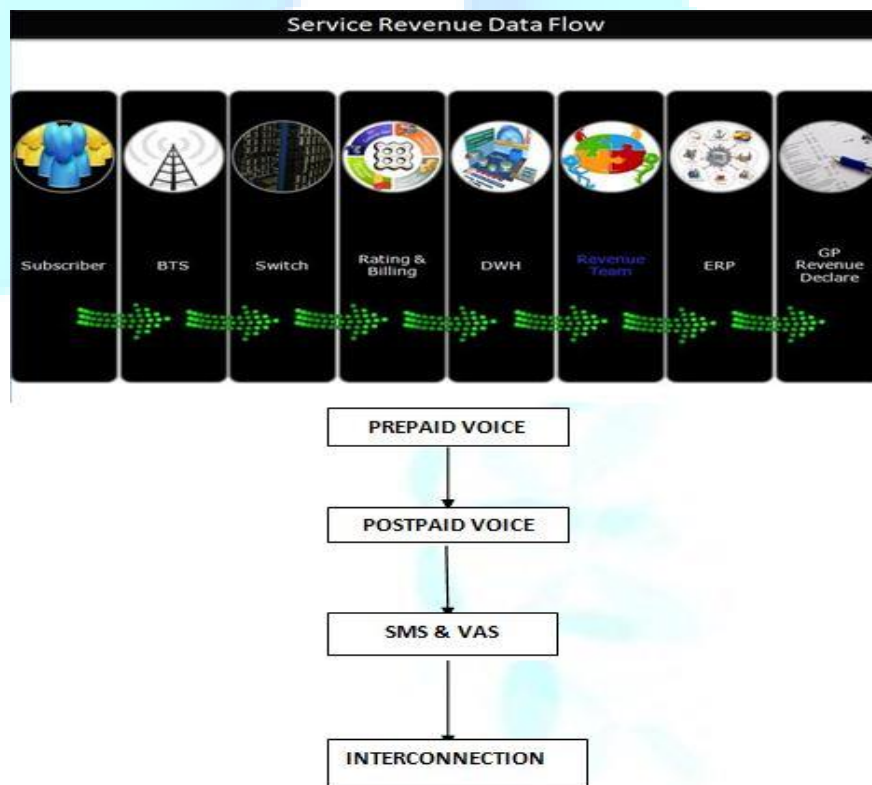 Service Revenue Data Flow
Subscriber
BTS
Switch
Rating &
Billing
DWH
Revenue
Team
ERP
GP
Revenue
Declare
PREPAID VOICE
POSTPAID VOICE
SMS & VAS
INTERCONNECTION